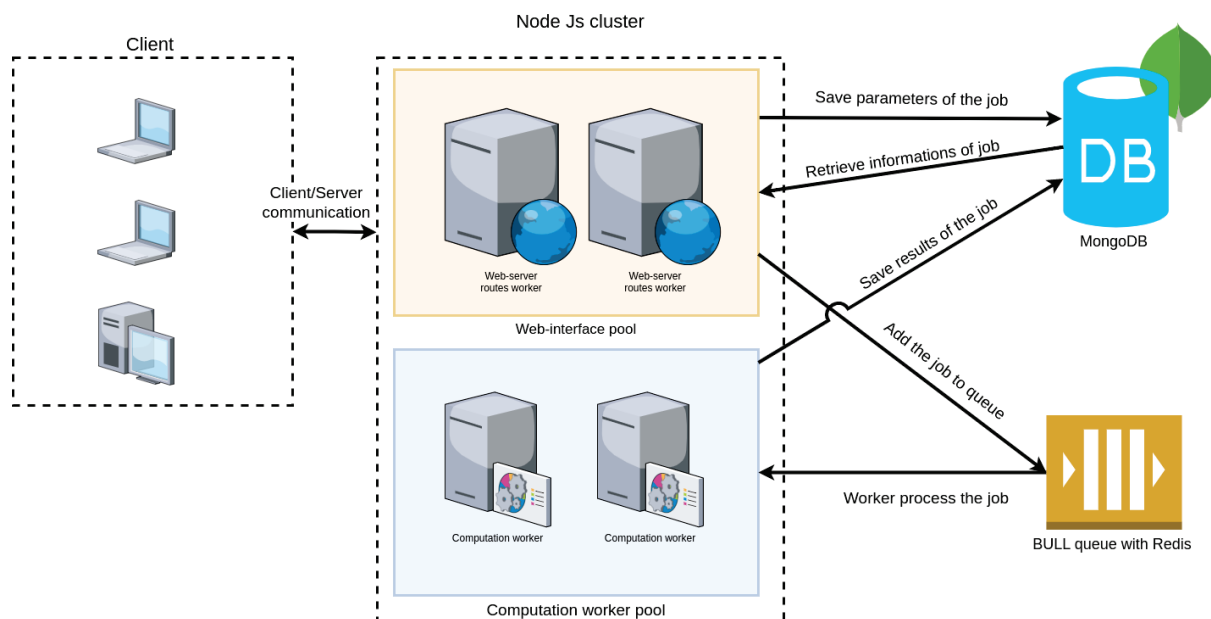 Node Js cluster
Client
Client/Server
communication
Web-server
routes worker
Web-server
routes worker
Web-interface pool
Computation worker
Computation worker
Computation worker pool
Save parameters of the job
Retrieve informations of job
Save results of the job
Add the job to queue
Worker process the job
DB
MongoDB
BULL queue with Redis